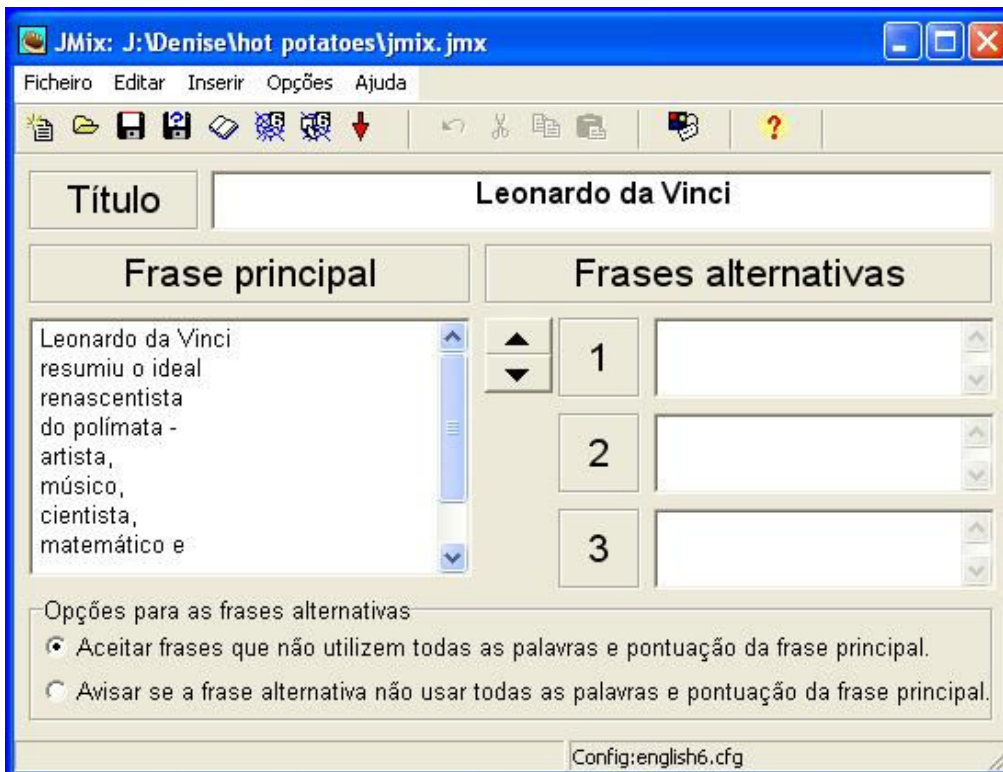 JMix: J:\Denise\hot potatoes\jmix.jmx
Ficheiro Editar Inserir Opções Ajuda
Título
Leonardo da Vinci
Frase principal
Frases alternativas
Leonardo da Vinci
resumiu o ideal
renascentista
do polímata -
artista,
músico,
cientista,
matemático e
1
2
3
Opções para as frases alternativas
Aceitar frases que não utilizem todas as palavras e pontuação da frase principal.
Avisar se a frase alternativa não usar todas as palavras e pontuação da frase principal.
Config:english6.cfg